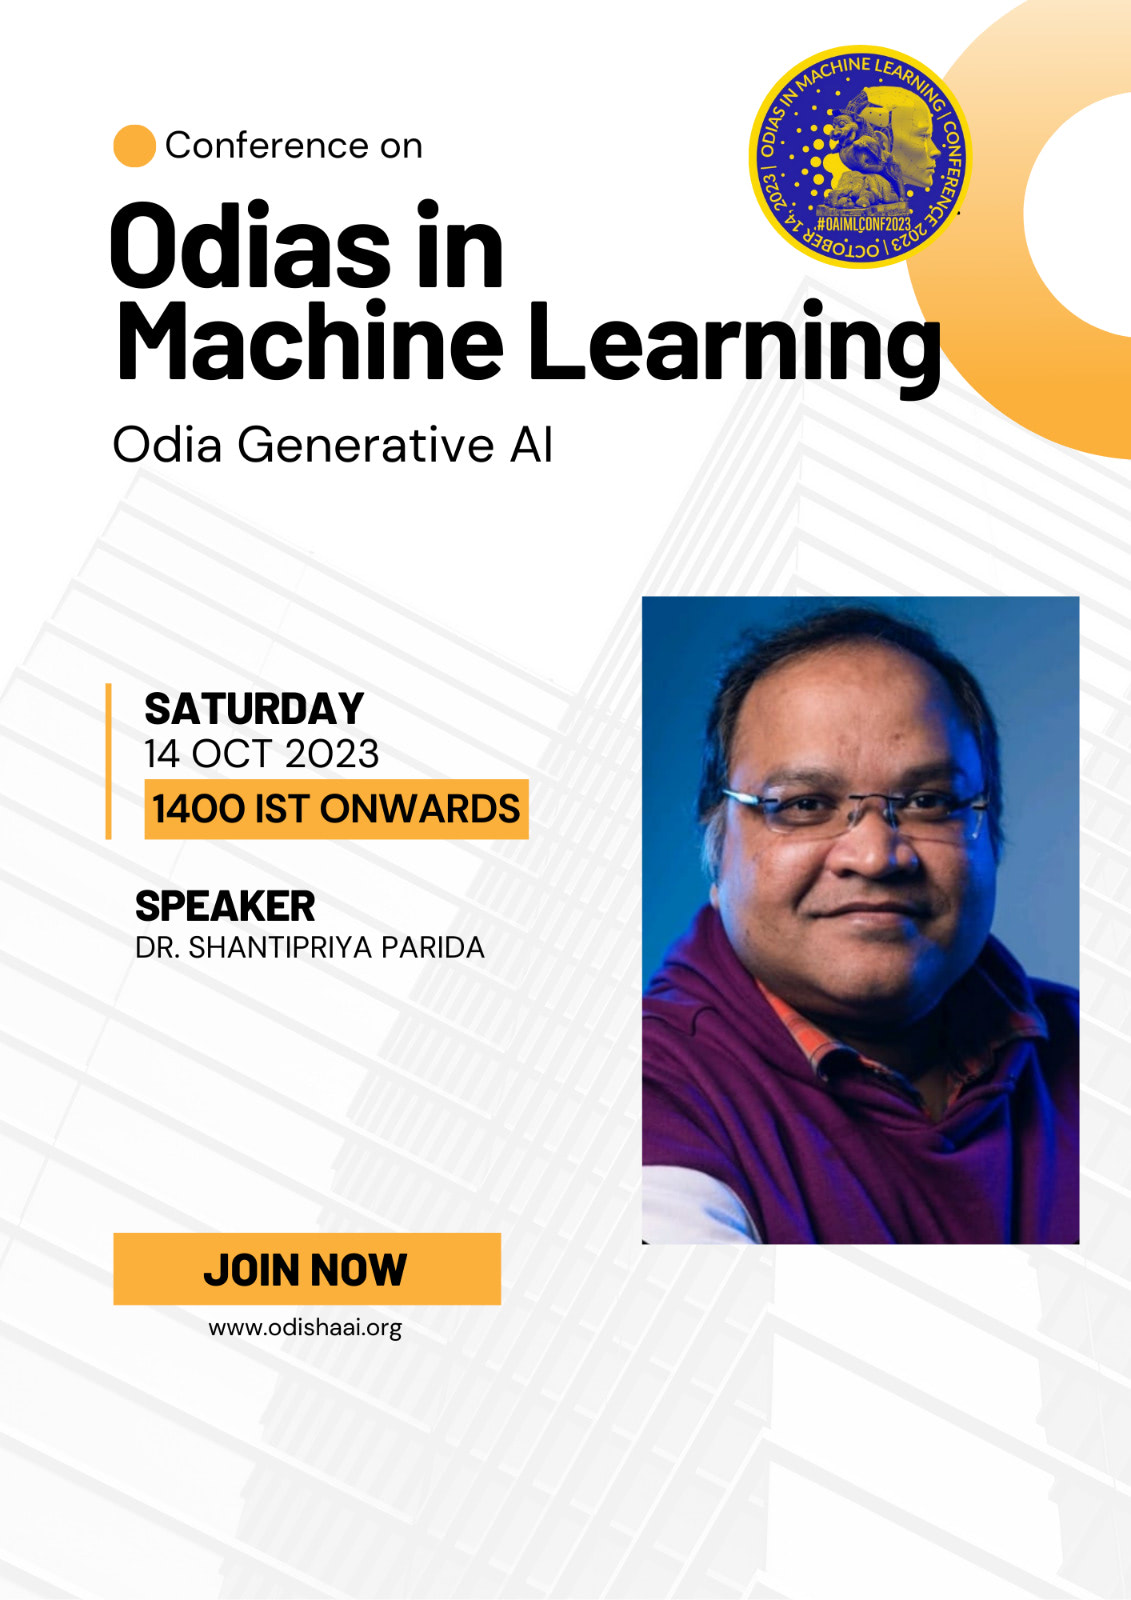 Conference on
Odias in
Machine Learning
Odia Generative AI
ODIAS IN MACHINE LEARNING | CONFERENCE 2023 | OCTOBER 14, 2023 |
#OAIMLCONF2023
SATURDAY
14 OCT 2023
1400 IST ONWARDS
SPEAKER
DR. SHANTIPRIYA PARIDA
JOIN NOW
www.odishaai.org